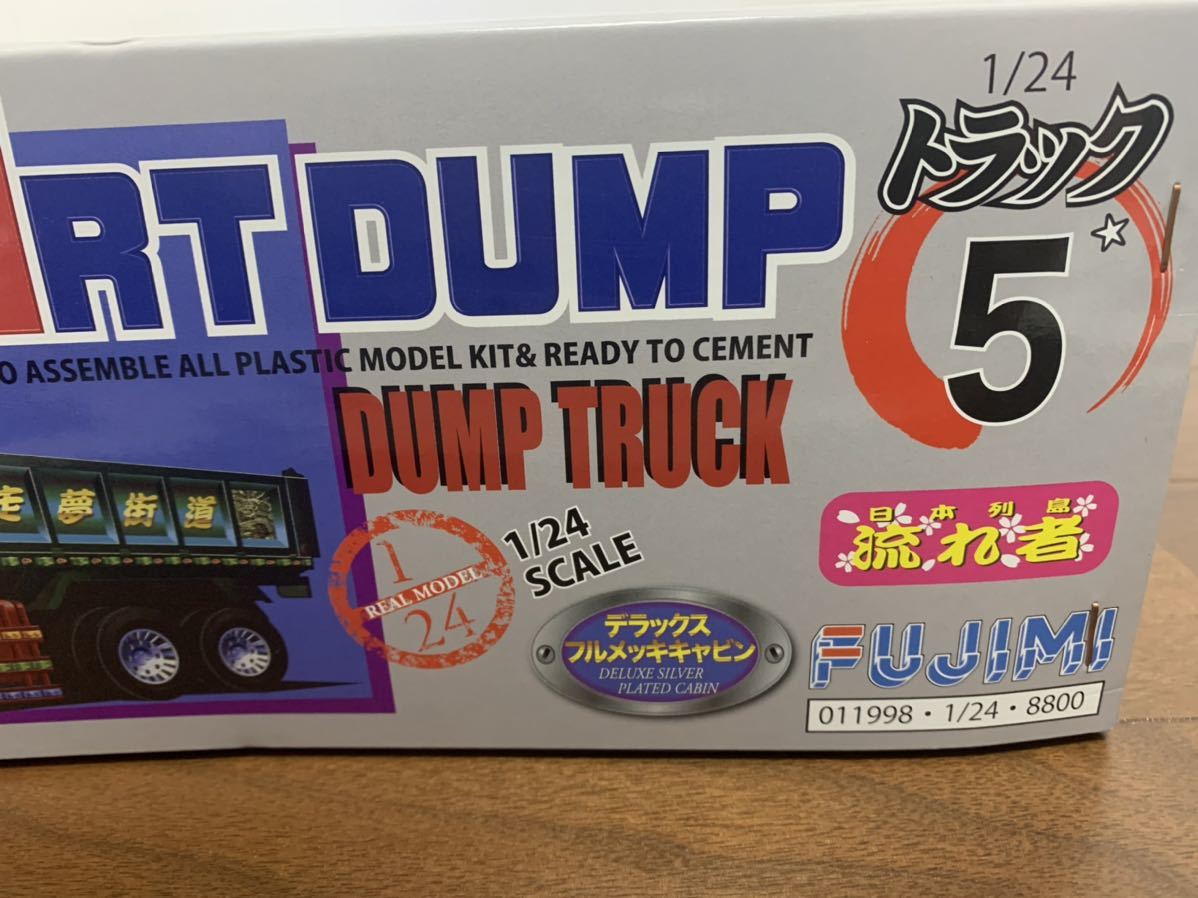 1/24
トラック
5
ART DUMP
O ASSEMBLE ALL PLASTIC MODEL KIT& READY TO CEMENT
DUMP TRUCK
夢街道
1
REAL MODEL
24
1/24
SCALE
デラックス
フルメッキキャビン
DELUXE SILVER
PLATED CABIN
日本列島
流れ者
FUJIMI
011998・1/24・8800